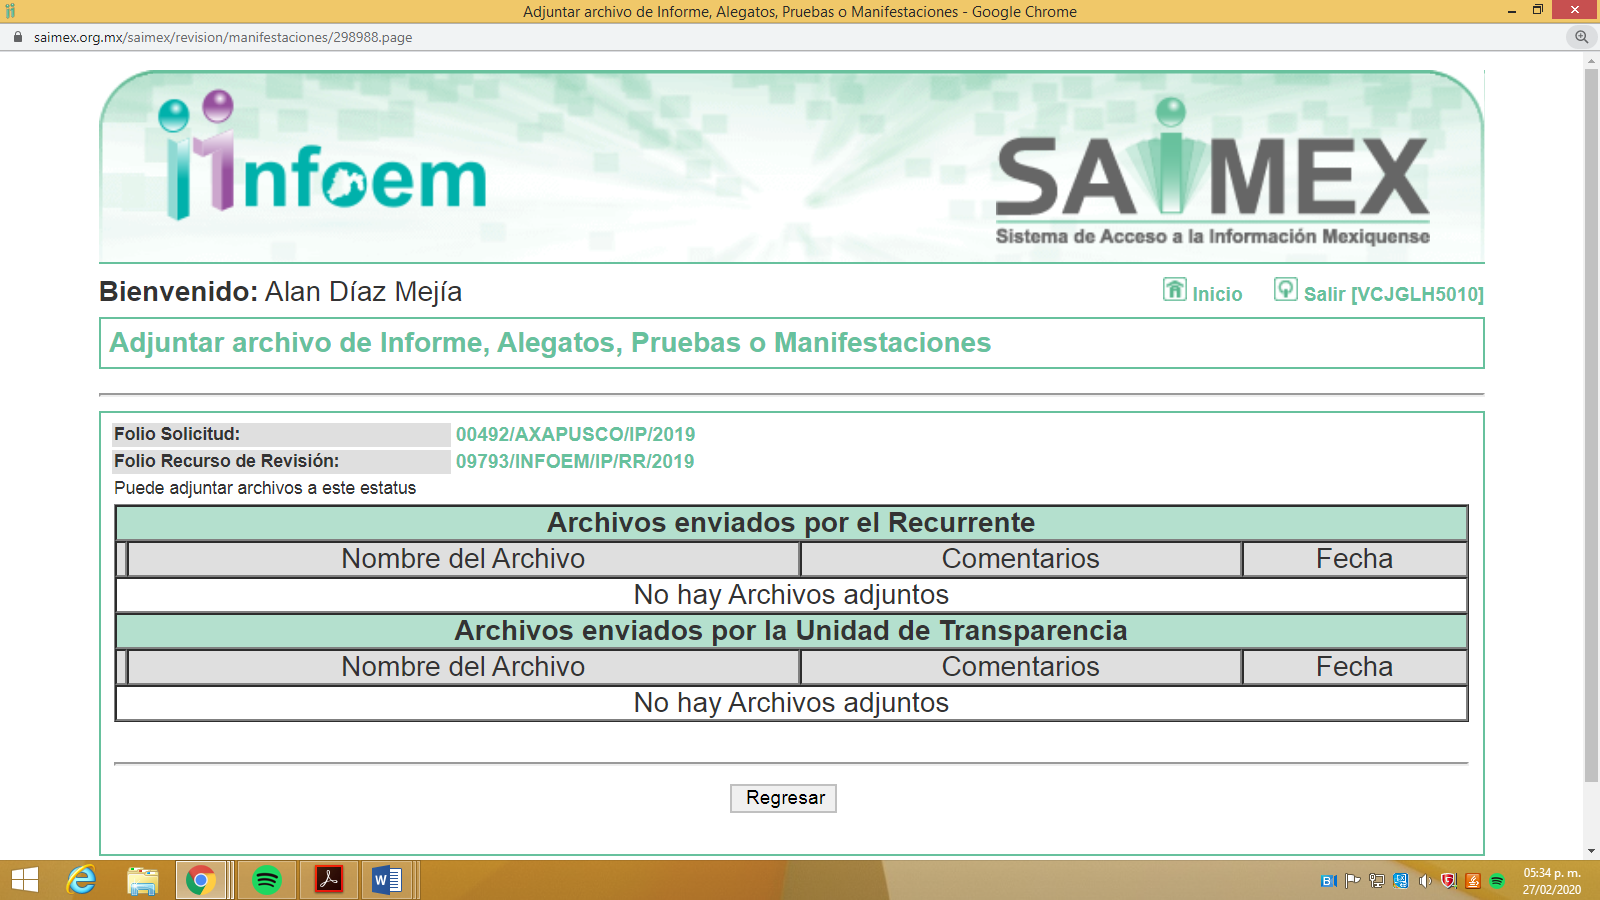 Adjuntar archivo de Informe, Alegatos, Pruebas o Manifestaciones - Google Chrome
saimex.org.mx/saimex/revision/manifestaciones/298988.page
infoem
SAIMEX
Sistema de Acceso a la Información Mexiquense
Bienvenido: Alan Díaz Mejía
Inicio
Salir [VCJGLH5010]
Adjuntar archivo de Informe, Alegatos, Pruebas o Manifestaciones
Folio Solicitud: 00492/AXAPUSCO/IP/2019
Folio Recurso de Revisión: 09793/INFOEM/IP/RR/2019
Puede adjuntar archivos a este estatus
Archivos enviados por el Recurrente
Nombre del Archivo Comentarios Fecha
No hay Archivos adjuntos
Archivos enviados por la Unidad de Transparencia
Nombre del Archivo Comentarios Fecha
No hay Archivos adjuntos
Regresar
05:34 p. m.
27/02/2020